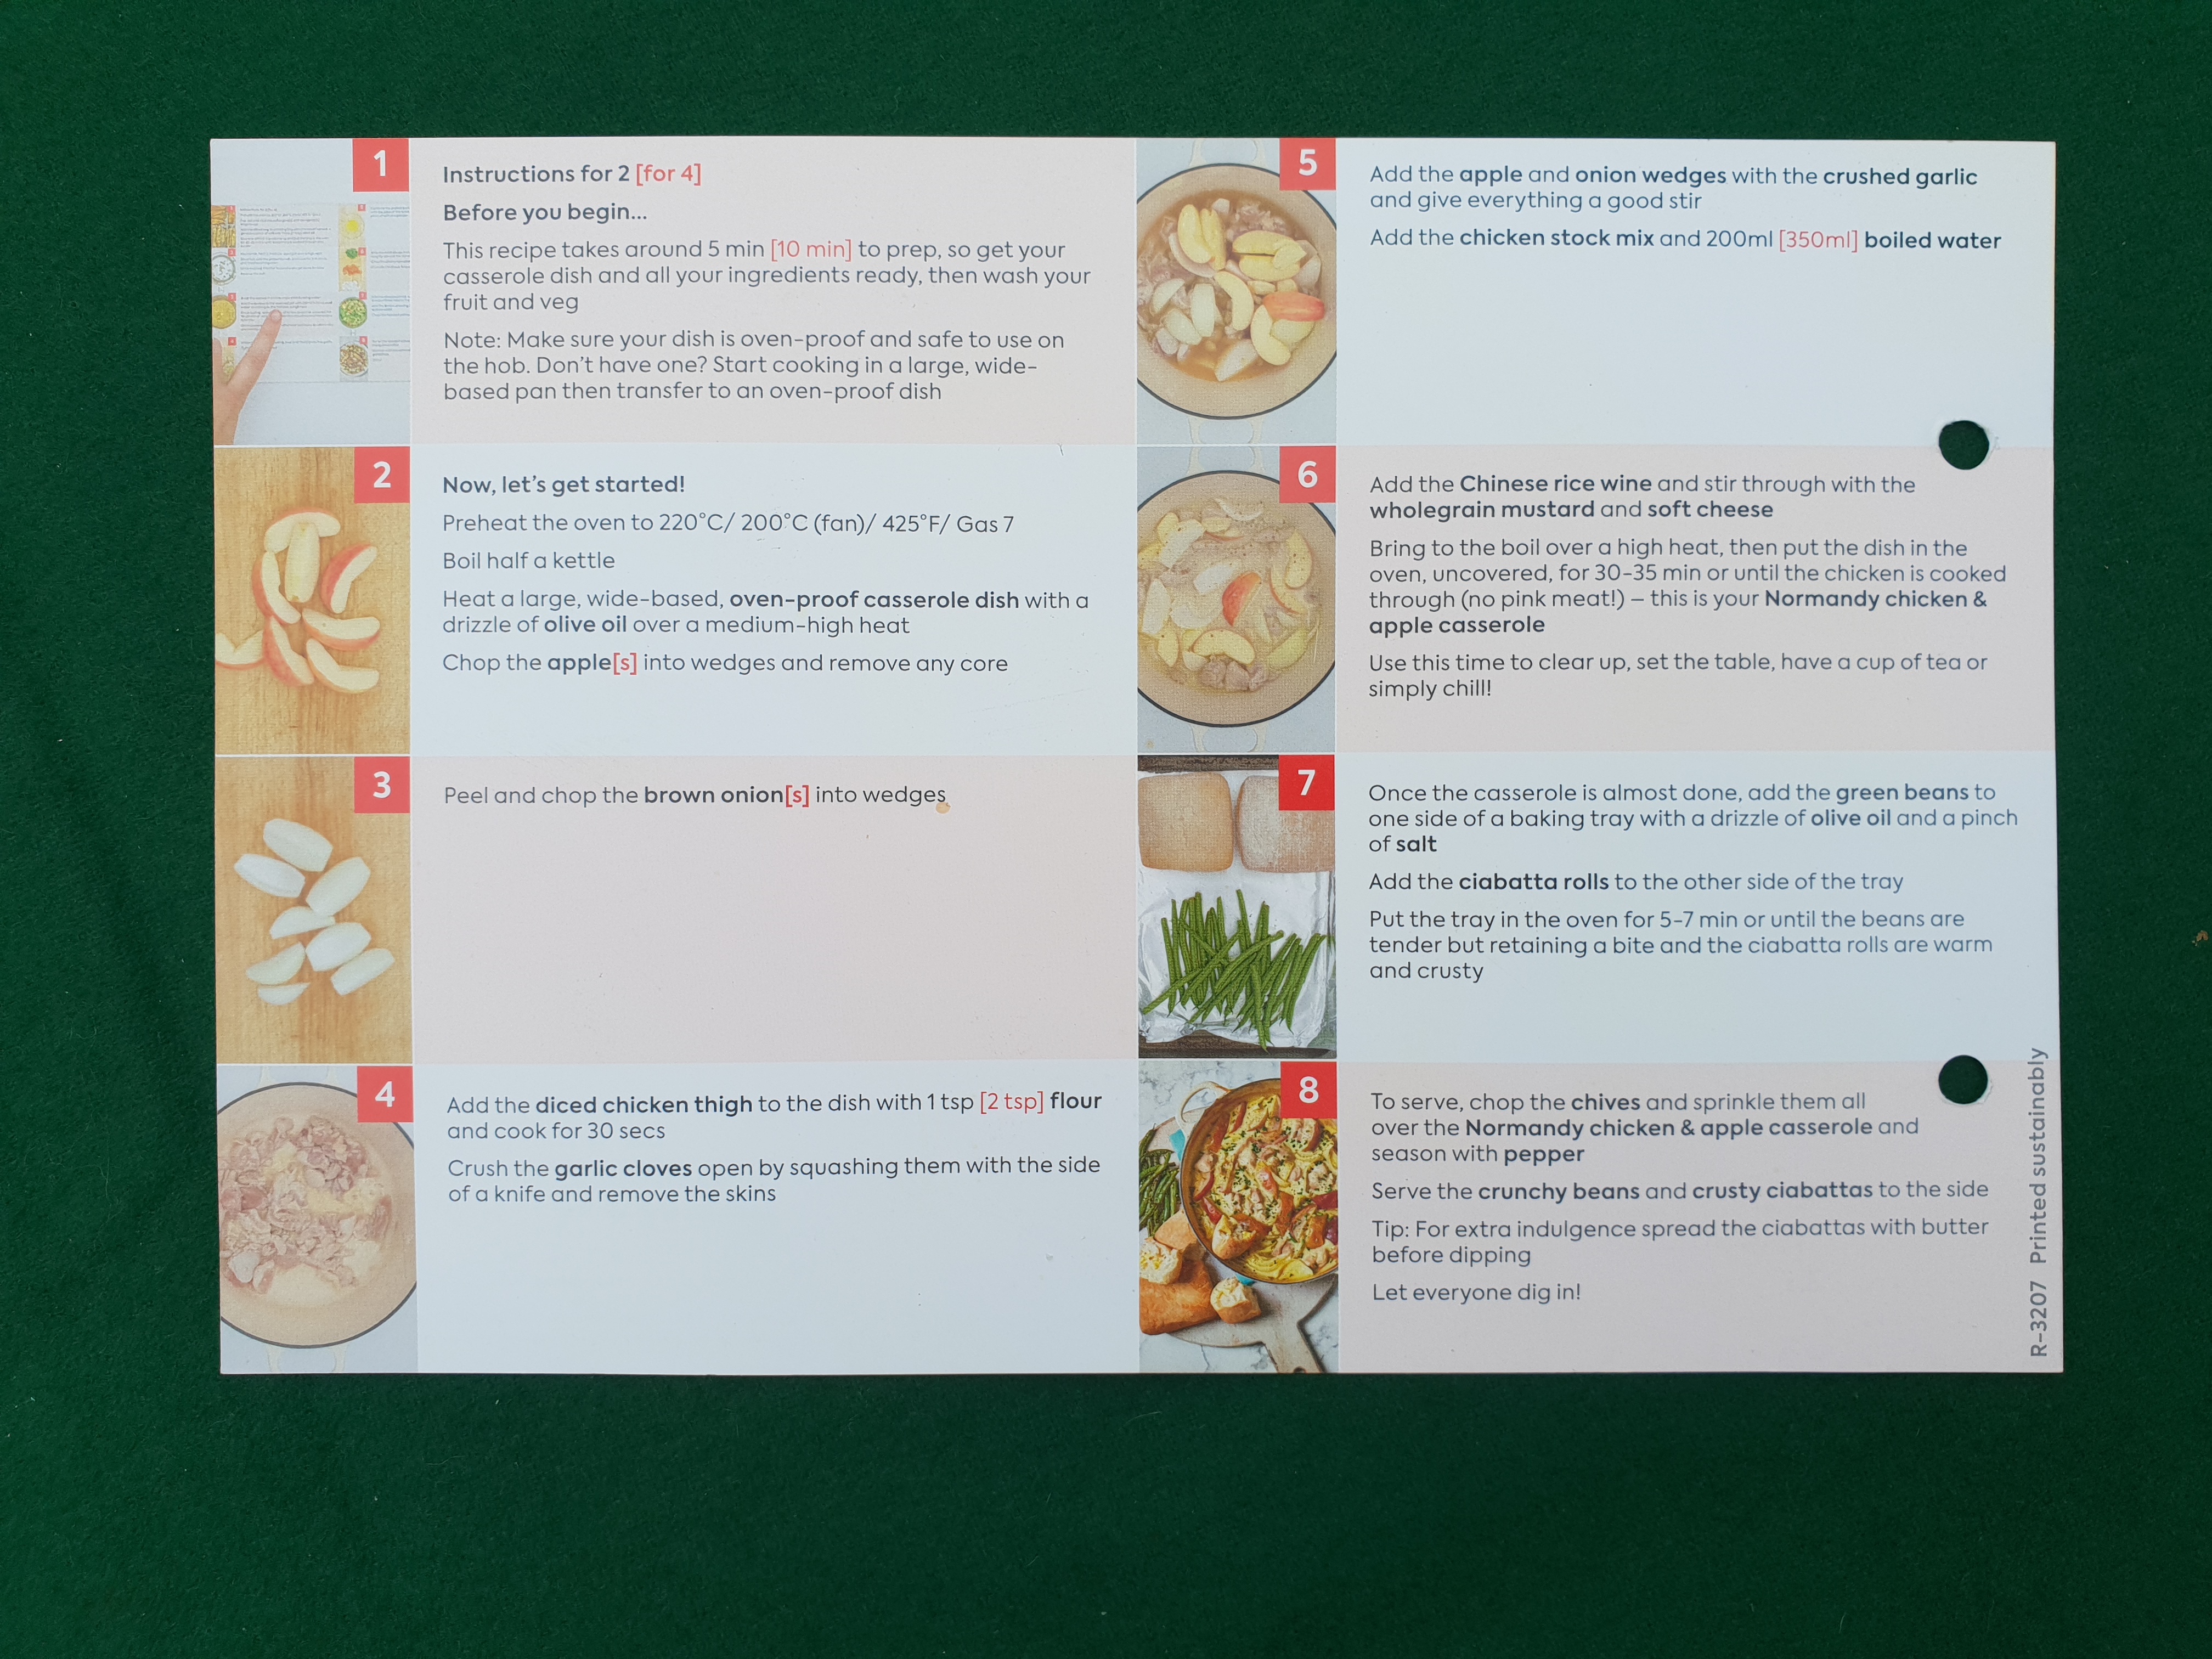 1
Instructions for 2 [for 4]
Before you begin...
This recipe takes around 5 min [10 min] to prep, so get your
casserole dish and all your ingredients ready, then wash your
fruit and veg
Note: Make sure your dish is oven-proof and safe to use on
the hob. Don't have one? Start cooking in a large, wide-
based pan then transfer to an oven-proof dish
2
Now, let's get started!
Preheat the oven to 220°C/ 200°C (fan)/ 425°F/ Gas 7
Boil half a kettle
Heat a large, wide-based, oven-proof casserole dish with a
drizzle of olive oil over a medium-high heat
Chop the apple[s] into wedges and remove any core
3
Peel and chop the brown onion[s] into wedges
4
Add the diced chicken thigh to the dish with 1 tsp [2 tsp] flour
and cook for 30 secs
Crush the garlic cloves open by squashing them with the side
of a knife and remove the skins
5
Add the apple and onion wedges with the crushed garlic
and give everything a good stir
Add the chicken stock mix and 200ml [350ml] boiled water
6
Add the Chinese rice wine and stir through with the
wholegrain mustard and soft cheese
Bring to the boil over a high heat, then put the dish in the
oven, uncovered, for 30-35 min or until the chicken is cooked
through (no pink meat!) – this is your Normandy chicken &
apple casserole
Use this time to clear up, set the table, have a cup of tea or
simply chill!
7
Once the casserole is almost done, add the green beans to
one side of a baking tray with a drizzle of olive oil and a pinch
of salt
Add the ciabatta rolls to the other side of the tray
Put the tray in the oven for 5-7 min or until the beans are
tender but retaining a bite and the ciabatta rolls are warm
and crusty
8
To serve, chop the chives and sprinkle them all
over the Normandy chicken & apple casserole and
season with pepper
Serve the crunchy beans and crusty ciabattas to the side
Tip: For extra indulgence spread the ciabattas with butter
before dipping
Let everyone dig in!
R-3207 Printed sustainably